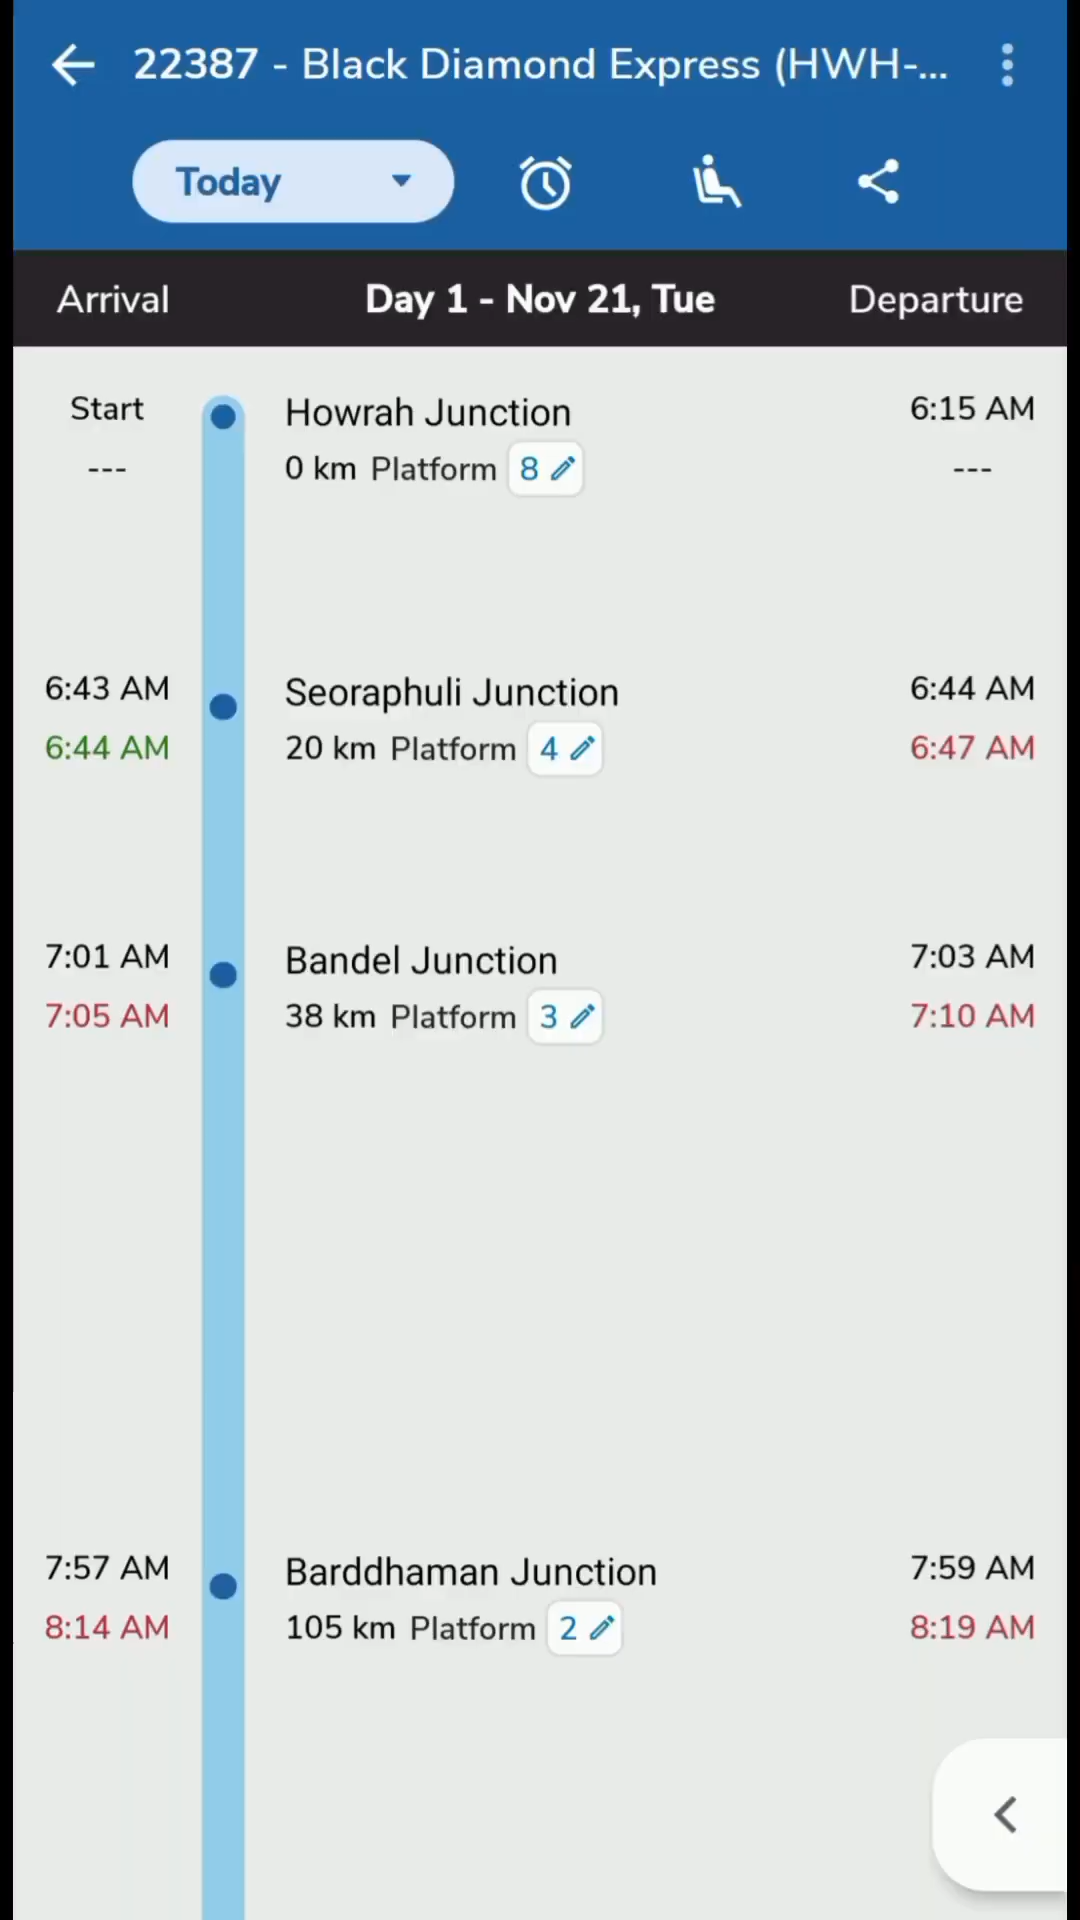 22387 - Black Diamond Express (HWH-...
Today
Arrival Day 1 - Nov 21, Tue Departure
Start Howrah Junction 6:15 AM
--- 0 km Platform 8 ---
6:43 AM Seoraphuli Junction 6:44 AM
6:44 AM 20 km Platform 4 6:47 AM
7:01 AM Bandel Junction 7:03 AM
7:05 AM 38 km Platform 3 7:10 AM
7:57 AM Barddhaman Junction 7:59 AM
8:14 AM 105 km Platform 2 8:19 AM